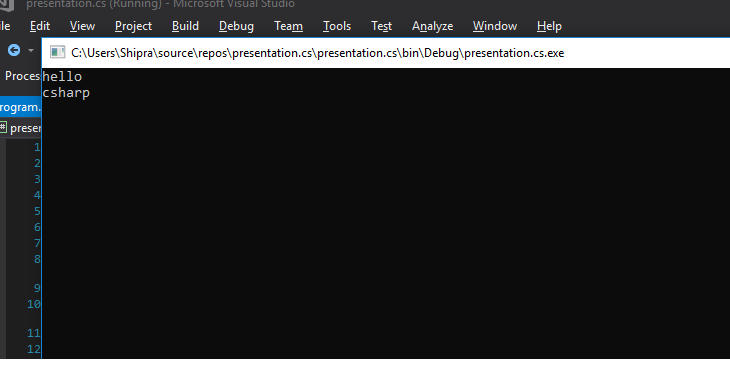 presentation.cs (Running) - Microsoft Visual Studio
ile Edit View Project Build Debug Team Tools Test Analyze Window Help
C:\Users\Shipra\source\repos\presentation.cs\presentation.cs\bin\Debug\presentation.cs.exe
hello
Proces
csharp
rogram.
preser
1
2
3
4
5
6
7
8
9
10
11
12